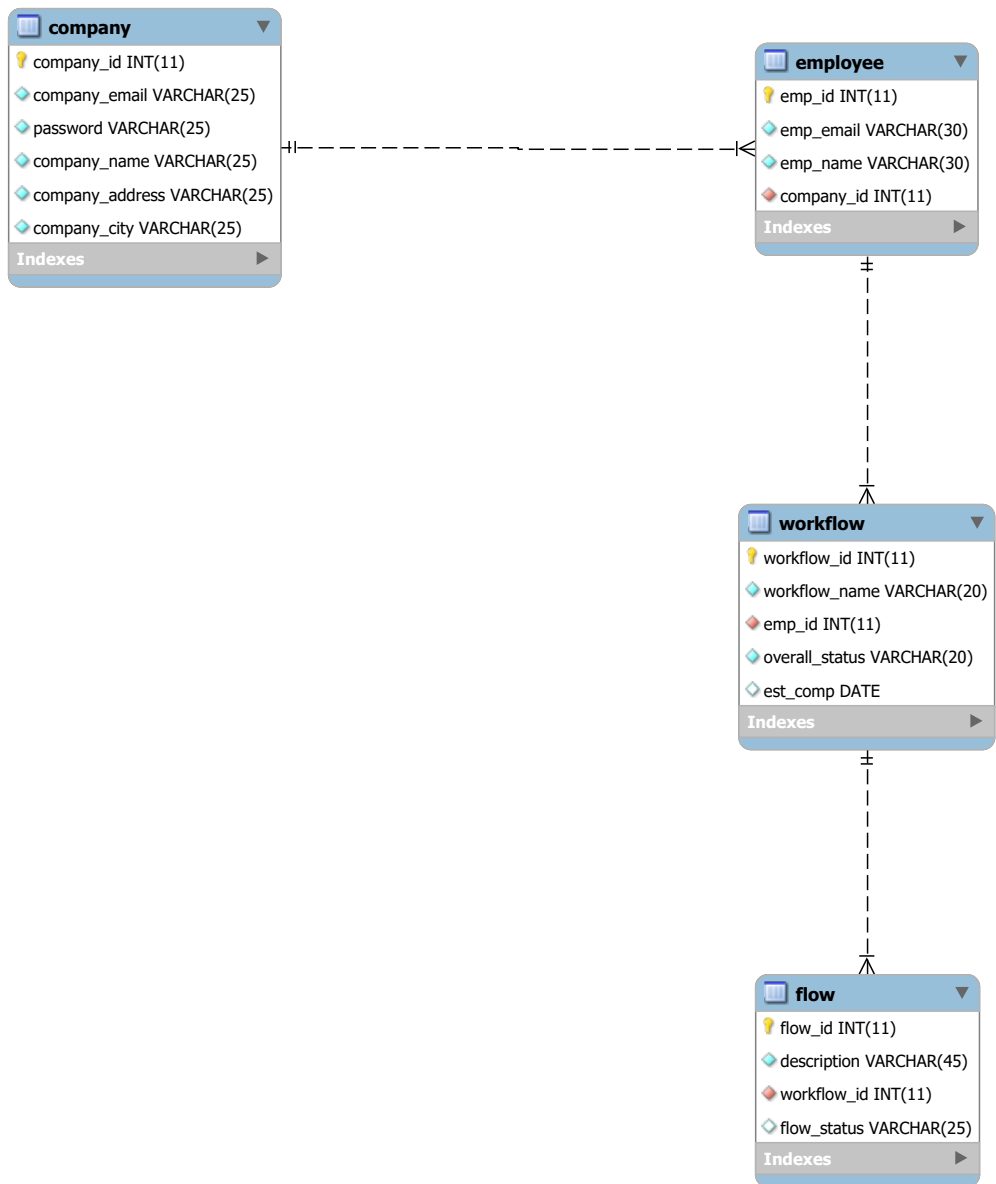 company
company_id INT(11)
company_email VARCHAR(25)
password VARCHAR(25)
company_name VARCHAR(25)
company_address VARCHAR(25)
company_city VARCHAR(25)
Indexes
employee
emp_id INT(11)
emp_email VARCHAR(30)
emp_name VARCHAR(30)
company_id INT(11)
Indexes
workflow
workflow_id INT(11)
workflow_name VARCHAR(20)
emp_id INT(11)
overall_status VARCHAR(20)
est_comp DATE
Indexes
flow
flow_id INT(11)
description VARCHAR(45)
workflow_id INT(11)
flow_status VARCHAR(25)
Indexes